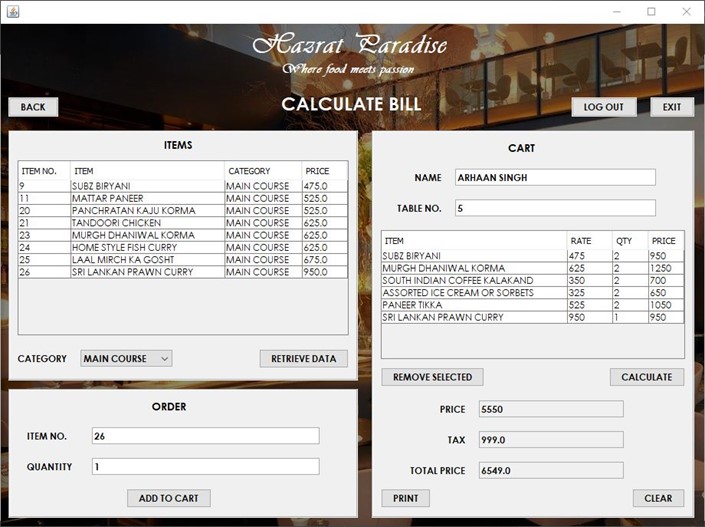 Hazrat Paradise
Where food meets passion
BACK
CALCULATE BILL
LOG OUT
EXIT
ITEMS
ITEM NO. ITEM CATEGORY PRICE
9 SUBZ BIRYANI MAIN COURSE 475.0
11 MATTAR PANEER MAIN COURSE 525.0
20 PANCHRATAN KAJU KORMA MAIN COURSE 525.0
21 TANDOORI CHICKEN MAIN COURSE 625.0
23 MURGH DHANIWAL KORMA MAIN COURSE 625.0
24 HOME STYLE FISH CURRY MAIN COURSE 625.0
25 LAAL MIRCH KA GOSHT MAIN COURSE 675.0
26 SRI LANKAN PRAWN CURRY MAIN COURSE 950.0
CATEGORY MAIN COURSE RETRIEVE DATA
ORDER
ITEM NO. 26
QUANTITY 1
ADD TO CART
CART
NAME ARHAAN SINGH
TABLE NO. 5
ITEM RATE QTY PRICE
SUBZ BIRYANI 475 2 950
MURGH DHANIWAL KORMA 625 2 1250
SOUTH INDIAN COFFEE KALAKAND 350 2 700
ASSORTED ICE CREAM OR SORBETS 325 2 650
PANEER TIKKA 525 2 1050
SRI LANKAN PRAWN CURRY 950 1 950
REMOVE SELECTED CALCULATE
PRICE 5550
TAX 999.0
TOTAL PRICE 6549.0
PRINT CLEAR